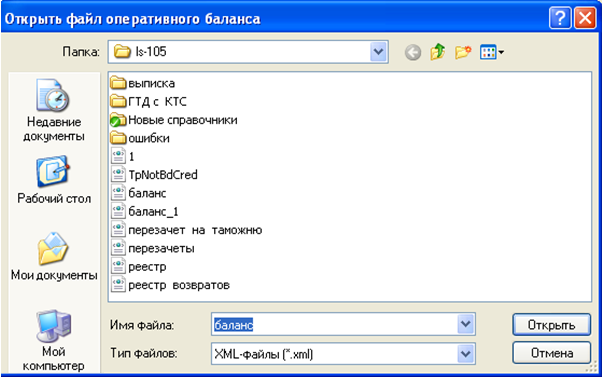 Открыть файл оперативного баланса
Папка: ls-105
Недавние документы
Рабочий стол
Мои документы
Мой компьютер
выписка
ГТД с КТС
Новые справочники
ошибки
1
TpNotBdCred
баланс
баланс_1
перезачет на таможню
перезачеты
реестр
реестр возвратов
Имя файла: баланс Открыть
Тип файлов: XML-файлы (*.xml) Отмена